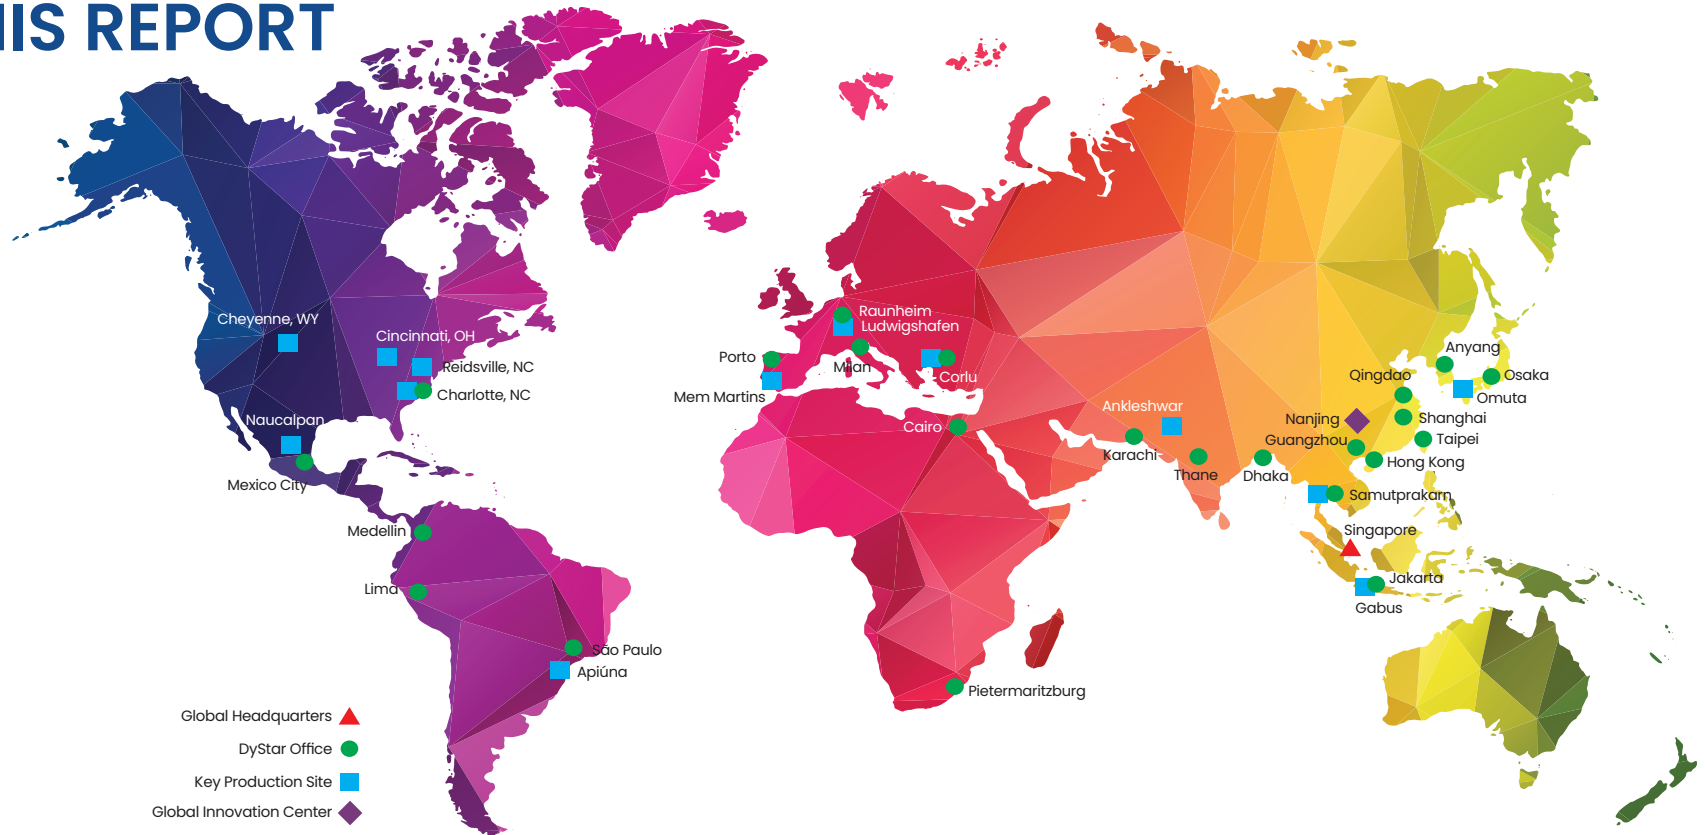 HIS REPORT
Cheyenne, WY
Cincinnati, OH
Reidsville, NC
Charlotte, NC
Naucalpan
Mexico City
Medellin
Lima
São Paulo
Apiúna
Raunheim
Ludwigshafen
Porto
Milan
Mem Martins
Corlu
Cairo
Pietermaritzburg
Ankleshwar
Karachi
Thane
Dhaka
Anyang
Qingdao
Osaka
Omuta
Nanjing
Shanghai
Guangzhou
Taipei
Hong Kong
Samutprakarn
Singapore
Jakarta
Gabus
Global Headquarters
DyStar Office
Key Production Site
Global Innovation Center